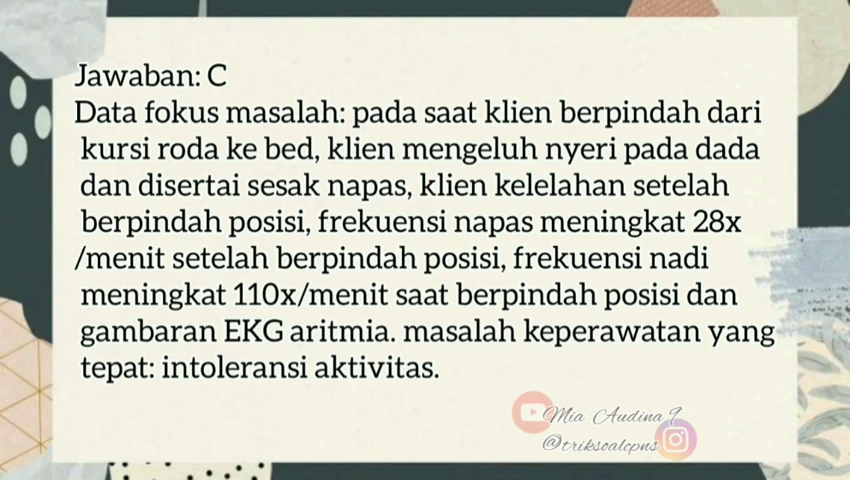 Jawaban: C
Data fokus masalah: pada saat klien berpindah dari
kursi roda ke bed, klien mengeluh nyeri pada dada
dan disertai sesak napas, klien kelelahan setelah
berpindah posisi, frekuensi napas meningkat 28x
/menit setelah berpindah posisi, frekuensi nadi
meningkat 110x/menit saat berpindah posisi dan
gambaran EKG aritmia. masalah keperawatan yang
tepat: intoleransi aktivitas.
Mia Audina 9
@triksoalcpns